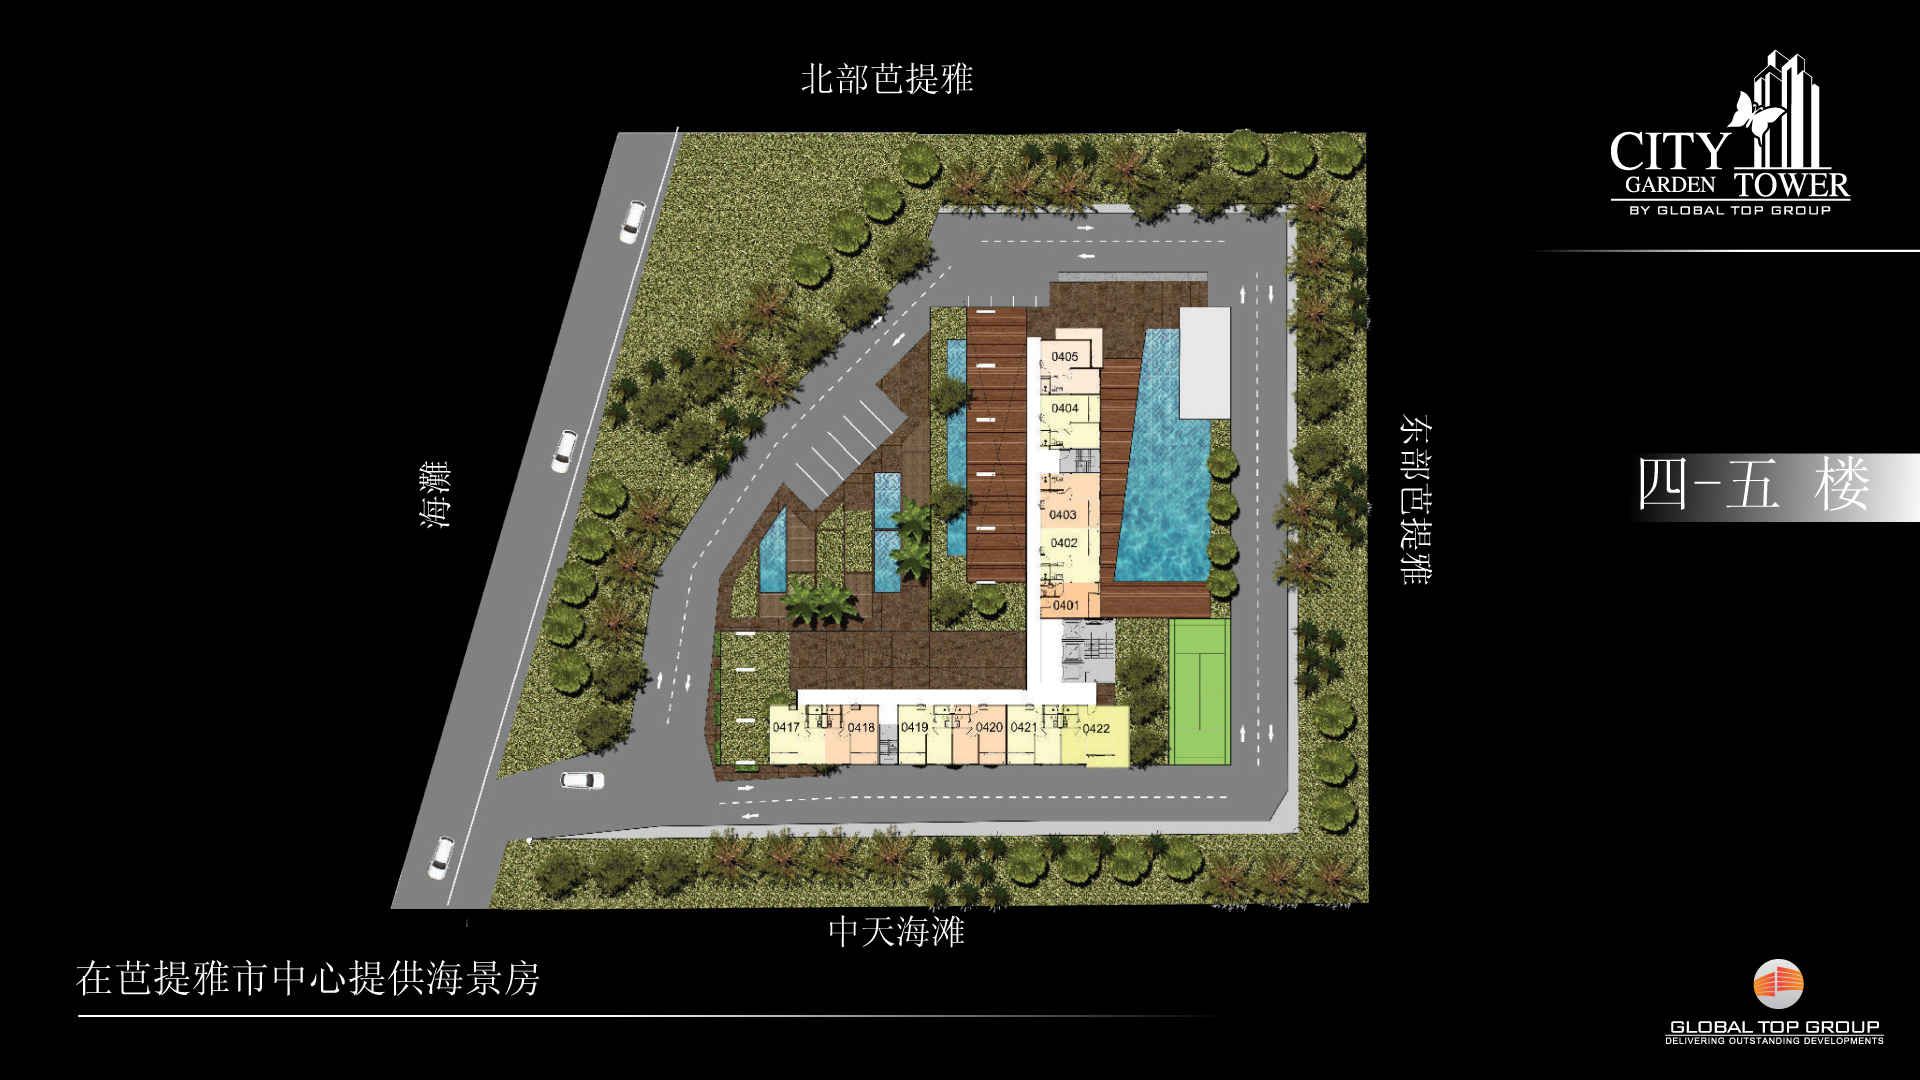 北部芭提雅
CITY
GARDEN TOWER
BY GLOBAL TOP GROUP
0405
0404
0403
0402
0401
东部芭提雅
海灘
四-五 楼
0417
0418
0419
0420
0421
0422
中天海滩
在芭提雅市中心提供海景房
GLOBAL TOP GROUP
DELIVERING OUTSTANDING DEVELOPMENTS